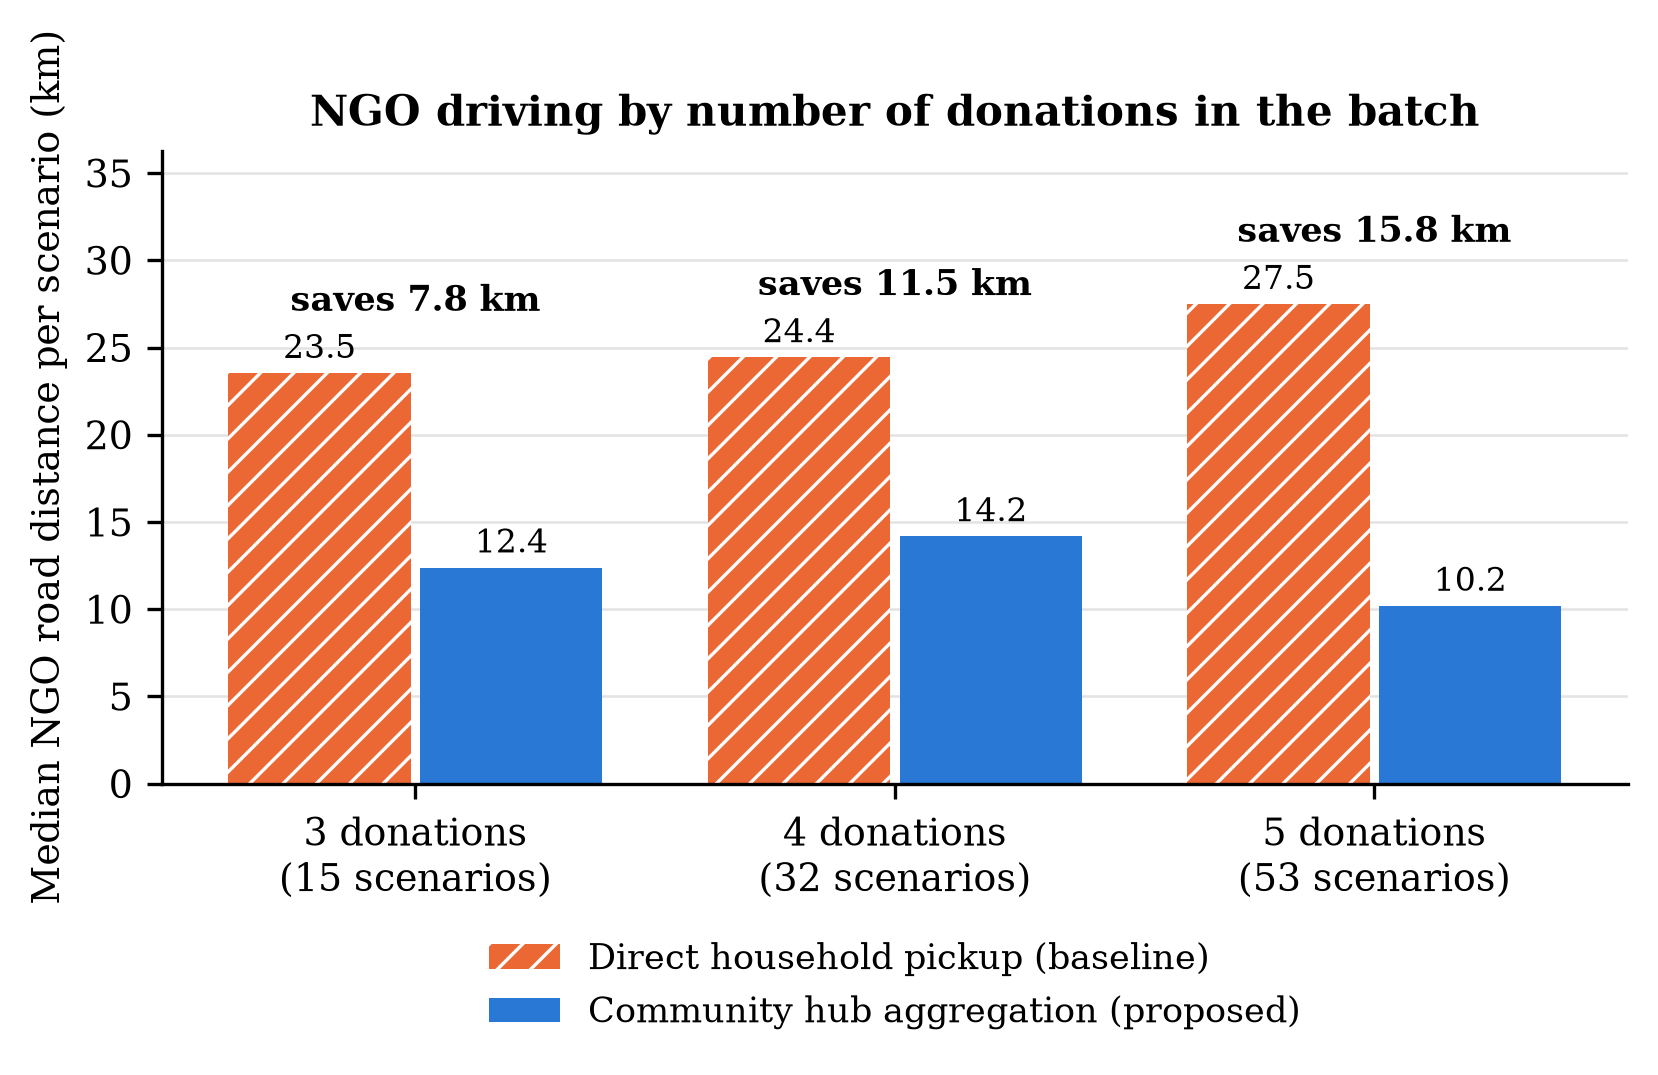 NGO driving by number of donations in the batch
Median NGO road distance per scenario (km)
35
30
25
20
15
10
5
0
saves 7.8 km
23.5
12.4
saves 11.5 km
24.4
14.2
saves 15.8 km
27.5
10.2
3 donations
(15 scenarios)
4 donations
(32 scenarios)
5 donations
(53 scenarios)
Direct household pickup (baseline)
Community hub aggregation (proposed)